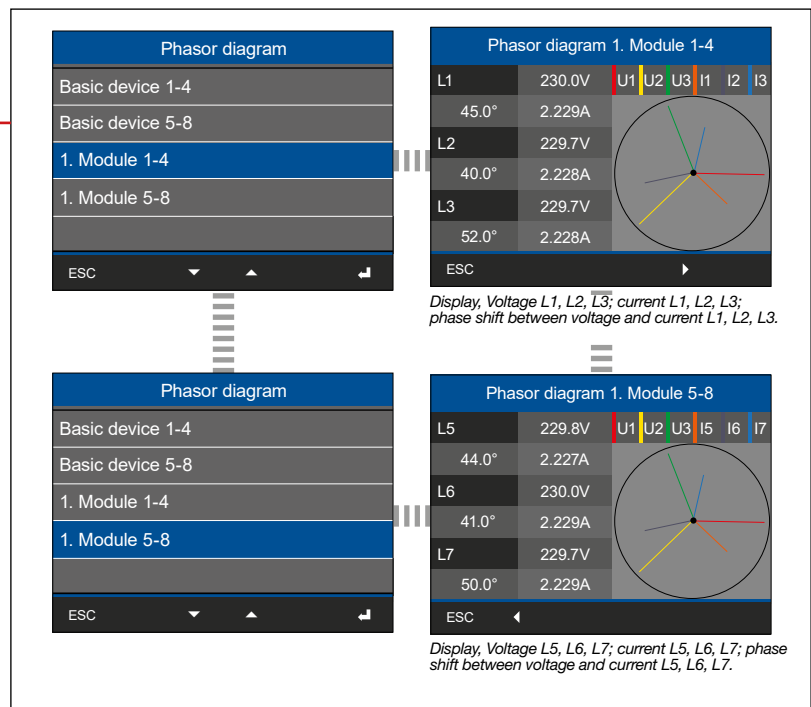 Phasor diagram
Basic device 1-4
Basic device 5-8
1. Module 1-4
1. Module 5-8
ESC
Phasor diagram 1. Module 1-4
L1 230.0V U1 U2 U3 I1 I2 I3
45.0° 2.229A
L2 229.7V
40.0° 2.228A
L3 229.7V
52.0° 2.228A
ESC
Display, Voltage L1, L2, L3; current L1, L2, L3;
phase shift between voltage and current L1, L2, L3.
Phasor diagram
Basic device 1-4
Basic device 5-8
1. Module 1-4
1. Module 5-8
ESC
Phasor diagram 1. Module 5-8
L5 229.8V U1 U2 U3 I5 I6 I7
44.0° 2.227A
L6 230.0V
41.0° 2.229A
L7 229.7V
50.0° 2.229A
ESC
Display, Voltage L5, L6, L7; current L5, L6, L7; phase
shift between voltage and current L5, L6, L7.